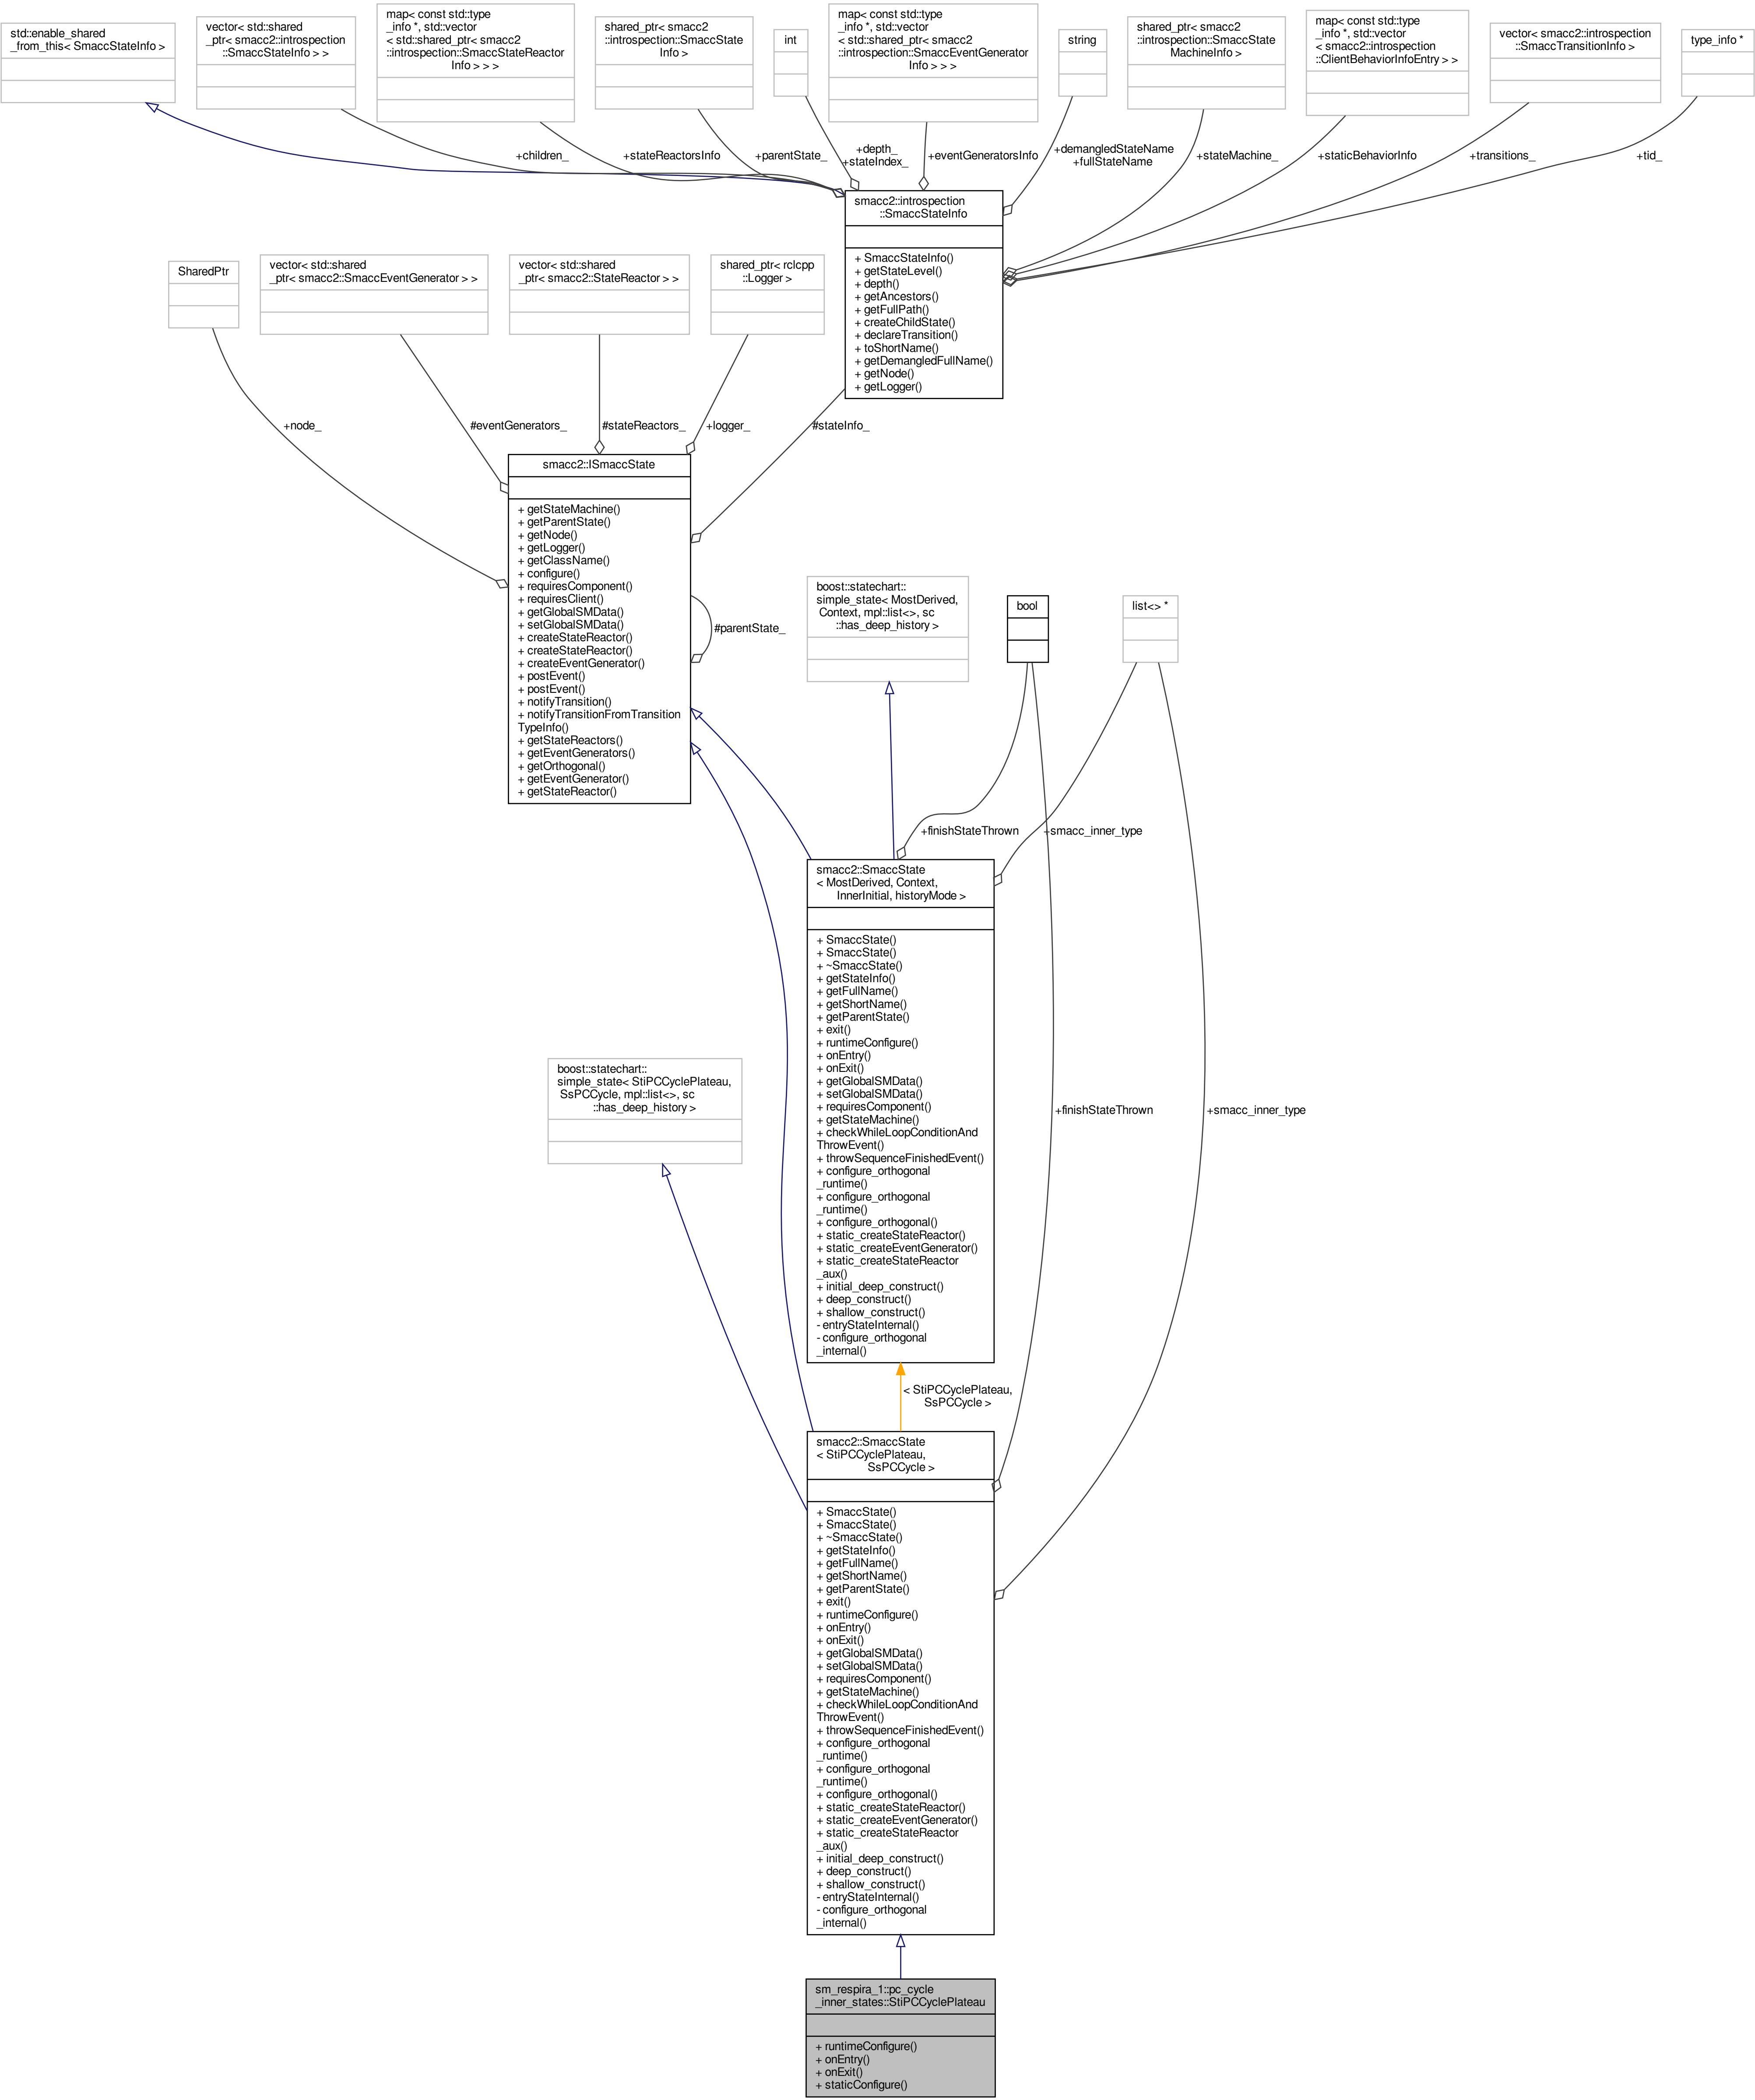 std::enable_shared
_from_this< SmaccStateInfo >
vector< std::shared
_ptr< smacc2::introspection
::SmaccStateInfo > >
map< const std::type
_info *, std::vector
< std::shared_ptr< smacc2
::introspection::SmaccStateReactor
Info > > >
shared_ptr< smacc2
::introspection::SmaccState
Info >
int
map< const std::type
_info *, std::vector
< std::shared_ptr< smacc2
::introspection::SmaccEventGenerator
Info > > >
string
shared_ptr< smacc2
::introspection::SmaccState
MachineInfo >
map< const std::type
_info *, std::vector
< smacc2::introspection
::ClientBehaviorInfoEntry > >
vector< smacc2::introspection
::SmaccTransitionInfo >
type_info *
+children_
+stateReactorsInfo
+parentState_
+depth_
+stateIndex_
+eventGeneratorsInfo
+demangledStateName
+fullStateName
+stateMachine_
+staticBehaviorInfo
+transitions_
+tid_
smacc2::introspection
::SmaccStateInfo
+ SmaccStateInfo()
+ getStateLevel()
+ depth()
+ getAncestors()
+ getFullPath()
+ createChildState()
+ declareTransition()
+ toShortName()
+ getDemangledFullName()
+ getNode()
+ getLogger()
SharedPtr
vector< std::shared
_ptr< smacc2::SmaccEventGenerator > >
vector< std::shared
_ptr< smacc2::StateReactor > >
shared_ptr< rclcpp
::Logger >
+node_
#eventGenerators_
#stateReactors_
+logger_
#stateInfo_
smacc2::ISmaccState
+ getStateMachine()
+ getParentState()
+ getNode()
+ getLogger()
+ getClassName()
+ configure()
+ requiresComponent()
+ requiresClient()
+ getGlobalSMData()
+ setGlobalSMData()
+ createStateReactor()
+ createStateReactor()
+ createEventGenerator()
+ postEvent()
+ postEvent()
+ notifyTransition()
+ notifyTransitionFromTransition
TypeInfo()
+ getStateReactors()
+ getEventGenerators()
+ getOrthogonal()
+ getEventGenerator()
+ getStateReactor()
#parentState_
boost::statechart::
simple_state< MostDerived,
Context, mpl::list<>, sc
::has_deep_history >
bool
list<> *
+finishStateThrown
+smacc_inner_type
smacc2::SmaccState
< MostDerived, Context,
InnerInitial, historyMode >
+ SmaccState()
+ SmaccState()
+ ~SmaccState()
+ getStateInfo()
+ getFullName()
+ getShortName()
+ getParentState()
+ exit()
+ runtimeConfigure()
+ onEntry()
+ onExit()
+ getGlobalSMData()
+ setGlobalSMData()
+ requiresComponent()
+ getStateMachine()
+ checkWhileLoopConditionAnd
ThrowEvent()
+ throwSequenceFinishedEvent()
+ configure_orthogonal
_runtime()
+ configure_orthogonal
_runtime()
+ configure_orthogonal()
+ static_createStateReactor()
+ static_createEventGenerator()
+ static_createStateReactor
_aux()
+ initial_deep_construct()
+ deep_construct()
+ shallow_construct()
- entryStateInternal()
- configure_orthogonal
_internal()
boost::statechart::
simple_state< StiPCCyclePlateau,
SsPCCycle, mpl::list<>, sc
::has_deep_history >
+finishStateThrown
+smacc_inner_type
< StiPCCyclePlateau,
SsPCCycle >
smacc2::SmaccState
< StiPCCyclePlateau,
SsPCCycle >
+ SmaccState()
+ SmaccState()
+ ~SmaccState()
+ getStateInfo()
+ getFullName()
+ getShortName()
+ getParentState()
+ exit()
+ runtimeConfigure()
+ onEntry()
+ onExit()
+ getGlobalSMData()
+ setGlobalSMData()
+ requiresComponent()
+ getStateMachine()
+ checkWhileLoopConditionAnd
ThrowEvent()
+ throwSequenceFinishedEvent()
+ configure_orthogonal
_runtime()
+ configure_orthogonal
_runtime()
+ configure_orthogonal()
+ static_createStateReactor()
+ static_createEventGenerator()
+ static_createStateReactor
_aux()
+ initial_deep_construct()
+ deep_construct()
+ shallow_construct()
- entryStateInternal()
- configure_orthogonal
_internal()
sm_respira_1::pc_cycle
_inner_states::StiPCCyclePlateau
+ runtimeConfigure()
+ onEntry()
+ onExit()
+ staticConfigure()